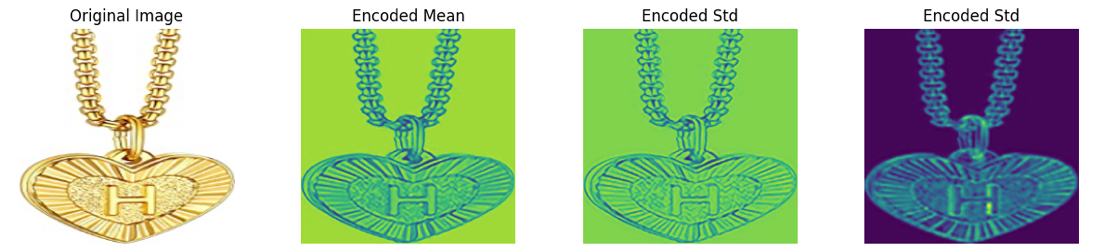 Original Image
Encoded Mean
Encoded Std
Encoded Std
H
H
H
H